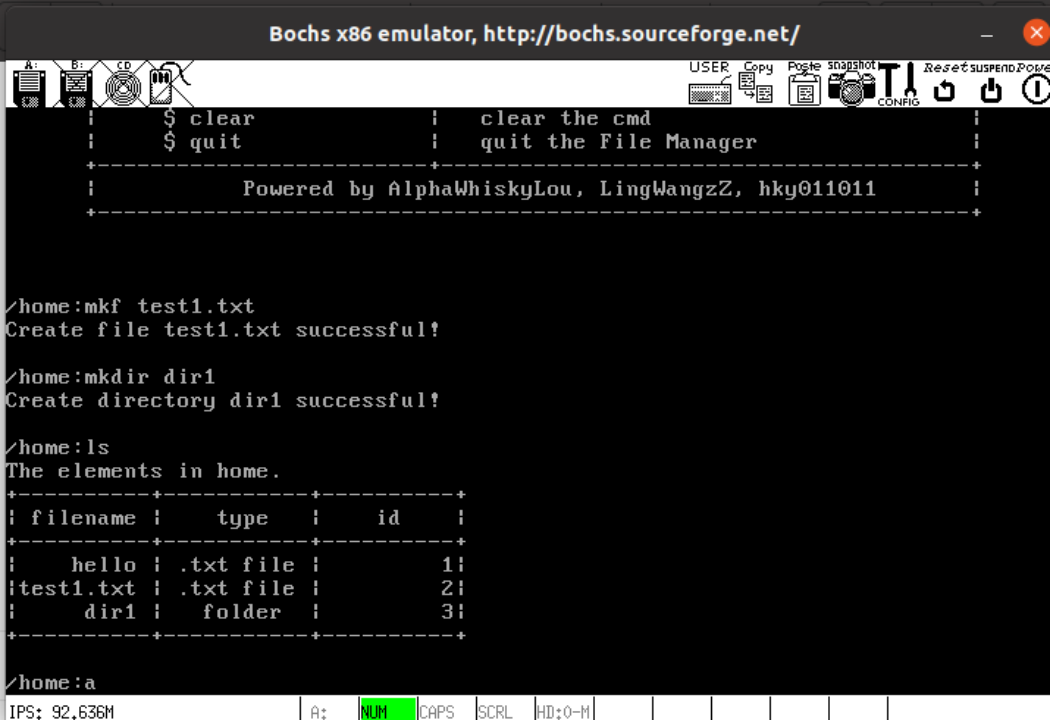 Bochs x86 emulator, http://bochs.sourceforge.net/
A: B: CD USER Copy Paste snapshot CONFIG Reset SUSPEND Powe
$ clear | clear the cmd
$ quit | quit the File Manager
Powered by AlphaWhiskyLou, LingWangzZ, hky011011
/home:mkf test1.txt
Create file test1.txt successful!
/home:mkdir dir1
Create directory dir1 successful!
/home:ls
The elements in home.
| filename | type | id |
| hello | .txt file | 1|
|test1.txt | .txt file | 2|
| dir1 | folder | 3|
/home:a
IPS: 92,636M A: NUM CAPS SCRL HD:0-M